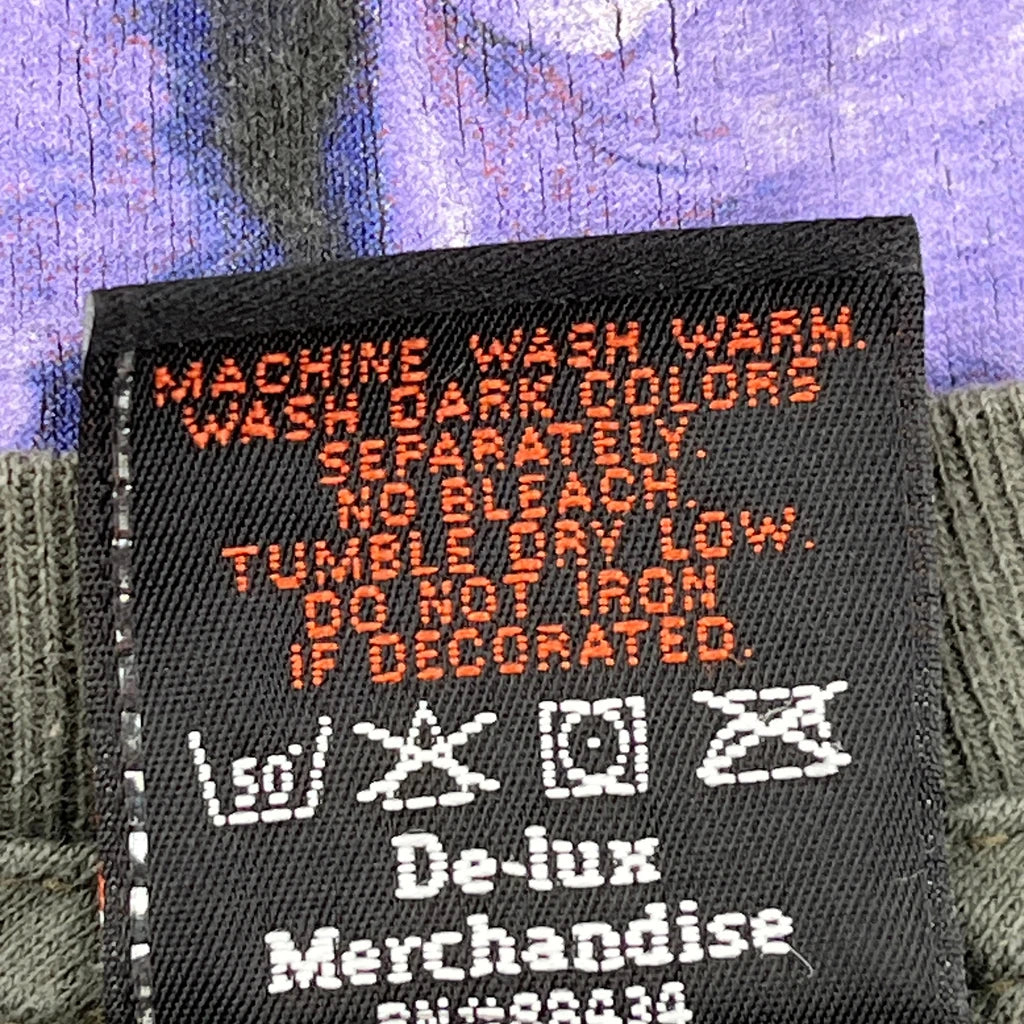 MACHINE WASH WARM.
WASH DARK COLORS
SEPARATELY.
NO BLEACH.
TUMBLE DRY LOW.
DO NOT IRON
IF DECORATED.
50°
De-lux
Merchandise